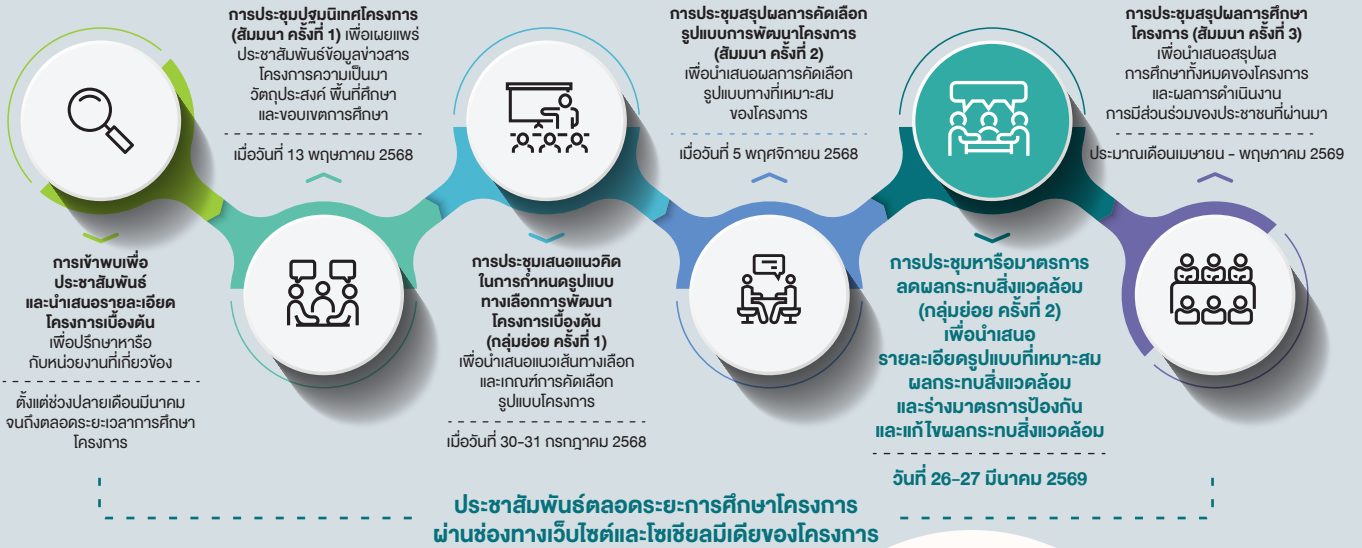 การประชุมปฐมนิเทศโครงการ
(สัมมนา ครั้งที่ 1) เพื่อเผยแพร่
ประชาสัมพันธ์ข้อมูลข่าวสาร
โครงการความเป็นมา
วัตถุประสงค์ พื้นที่ศึกษา
และขอบเขตการศึกษา
เมื่อวันที่ 13 พฤษภาคม 2568
การประชุมสรุปผลการคัดเลือก
รูปแบบการพัฒนาโครงการ
(สัมมนา ครั้งที่ 2)
เพื่อนำเสนอผลการคัดเลือก
รูปแบบทางที่เหมาะสม
ของโครงการ
เมื่อวันที่ 5 พฤศจิกายน 2568
การประชุมสรุปผลการศึกษา
โครงการ (สัมมนา ครั้งที่ 3)
เพื่อนำเสนอสรุปผล
การศึกษาทั้งหมดของโครงการ
และผลการดำเนินงาน
การมีส่วนร่วมของประชาชนที่ผ่านมา
ประมาณเดือนเมษายน - พฤษภาคม 2569
การเข้าพบเพื่อ
ประชาสัมพันธ์
และนำเสนอรายละเอียด
โครงการเบื้องต้น
เพื่อปรึกษาหารือ
กับหน่วยงานที่เกี่ยวข้อง
ตั้งแต่ช่วงปลายเดือนมีนาคม
จนถึงตลอดระยะเวลาการศึกษา
โครงการ
การประชุมเสนอแนวคิด
ในการกำหนดรูปแบบ
ทางเลือกการพัฒนา
โครงการเบื้องต้น
(กลุ่มย่อย ครั้งที่ 1)
เพื่อนำเสนอแนวเส้นทางเลือก
และเกณฑ์การคัดเลือก
รูปแบบโครงการ
เมื่อวันที่ 30-31 กรกฎาคม 2568
การประชุมหารือมาตรการ
ลดผลกระทบสิ่งแวดล้อม
(กลุ่มย่อย ครั้งที่ 2)
เพื่อนำเสนอ
รายละเอียดรูปแบบที่เหมาะสม
ผลกระทบสิ่งแวดล้อม
และร่างมาตรการป้องกัน
และแก้ไขผลกระทบสิ่งแวดล้อม
วันที่ 26-27 มีนาคม 2569
ประชาสัมพันธ์ตลอดระยะการศึกษาโครงการ
ผ่านช่องทางเว็บไซต์และโซเชียลมีเดียของโครงการ